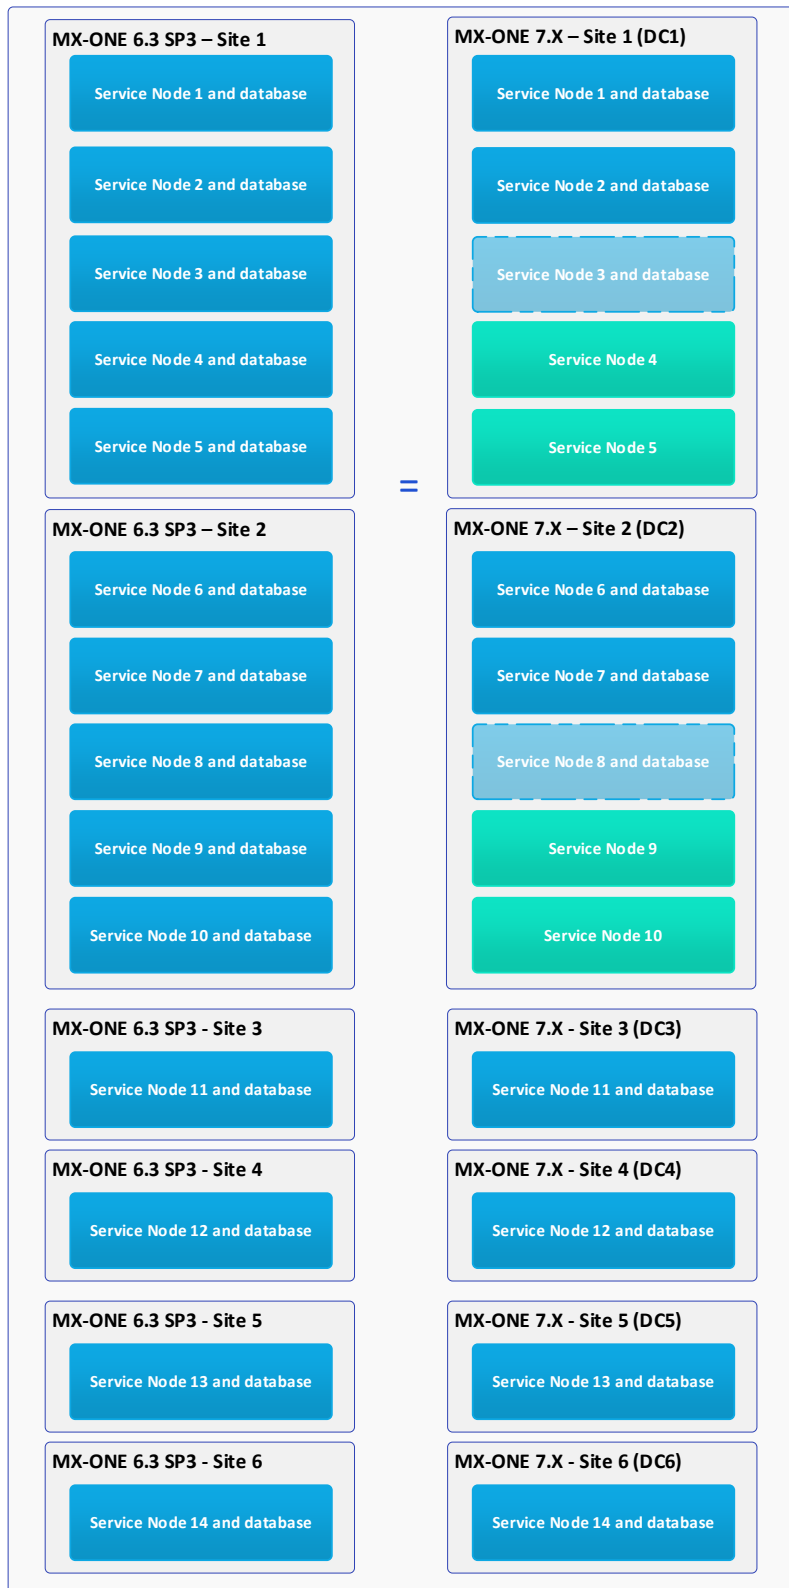 MX-ONE 6.3 SP3 – Site 1
Service Node 1 and database
Service Node 2 and database
Service Node 3 and database
Service Node 4 and database
Service Node 5 and database
MX-ONE 7.X – Site 1 (DC1)
Service Node 1 and database
Service Node 2 and database
Service Node 3 and database
Service Node 4
Service Node 5
=
MX-ONE 6.3 SP3 – Site 2
Service Node 6 and database
Service Node 7 and database
Service Node 8 and database
Service Node 9 and database
Service Node 10 and database
MX-ONE 7.X – Site 2 (DC2)
Service Node 6 and database
Service Node 7 and database
Service Node 8 and database
Service Node 9
Service Node 10
MX-ONE 6.3 SP3 - Site 3
Service Node 11 and database
MX-ONE 7.X - Site 3 (DC3)
Service Node 11 and database
MX-ONE 6.3 SP3 - Site 4
Service Node 12 and database
MX-ONE 7.X - Site 4 (DC4)
Service Node 12 and database
MX-ONE 6.3 SP3 - Site 5
Service Node 13 and database
MX-ONE 7.X - Site 5 (DC5)
Service Node 13 and database
MX-ONE 6.3 SP3 - Site 6
Service Node 14 and database
MX-ONE 7.X - Site 6 (DC6)
Service Node 14 and database